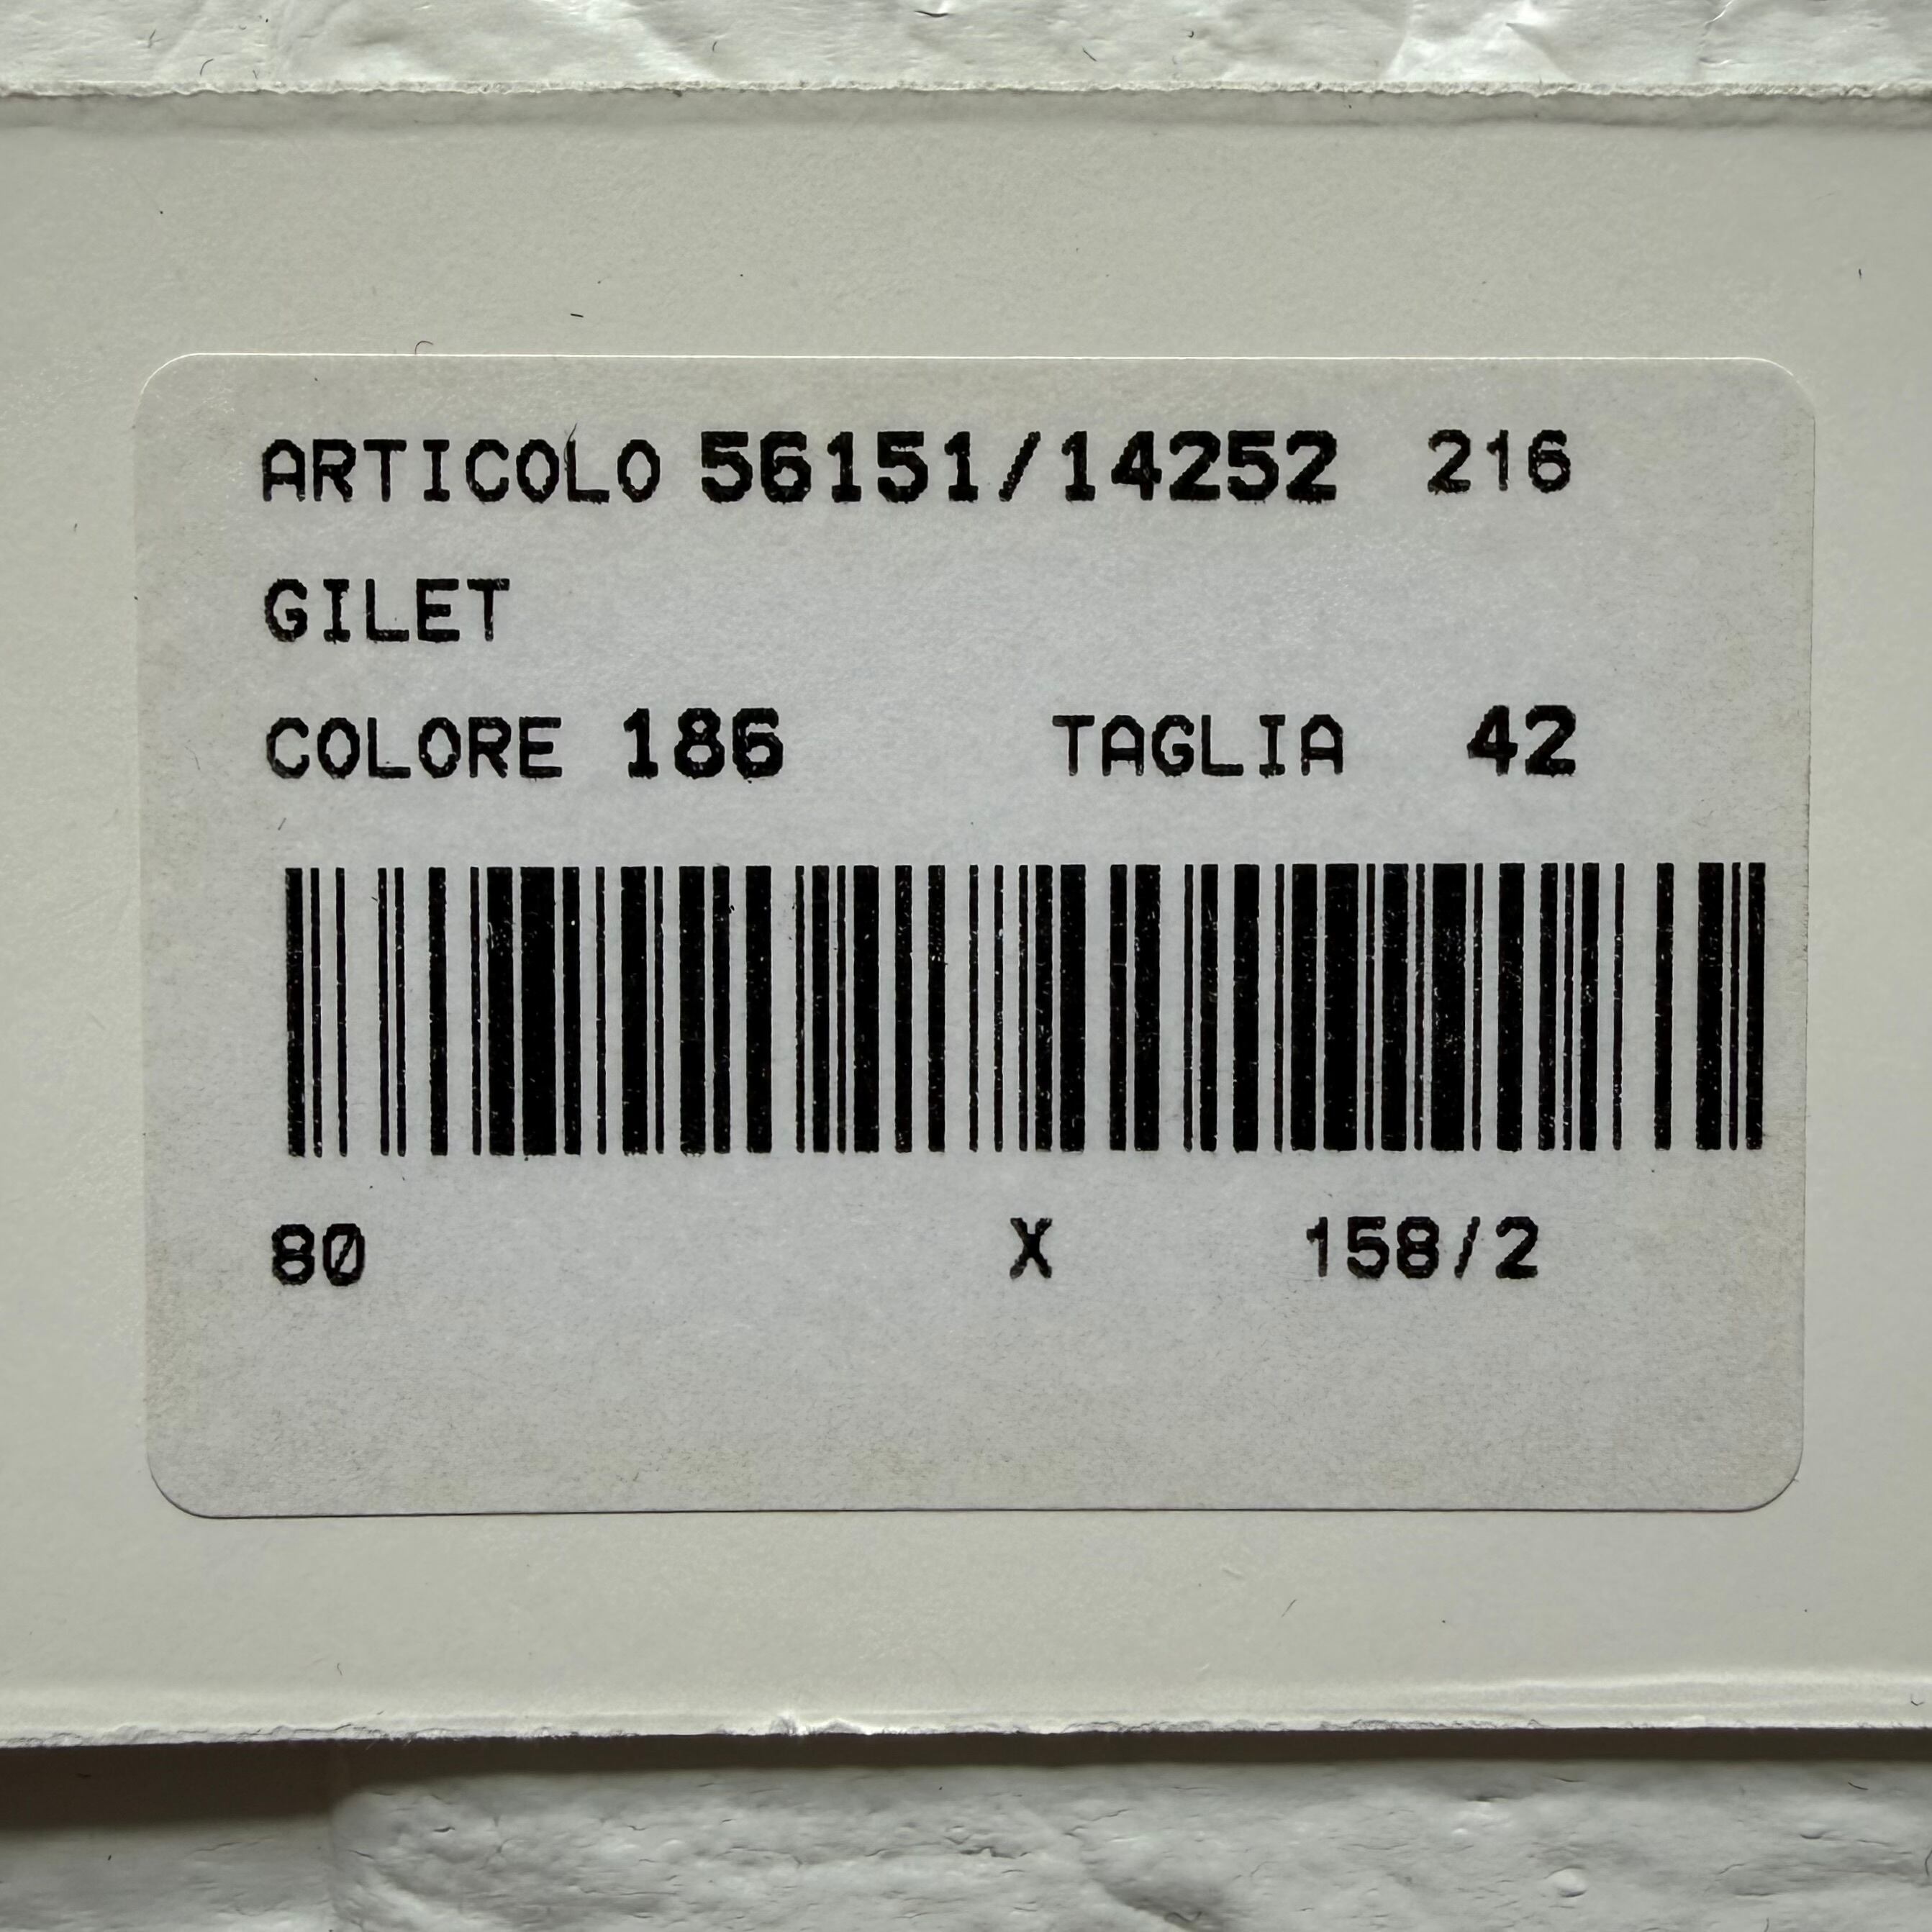 ARTICOLO 56151/14252 216
GILET
COLORE 186 TAGLIA 42
80 X 158/2